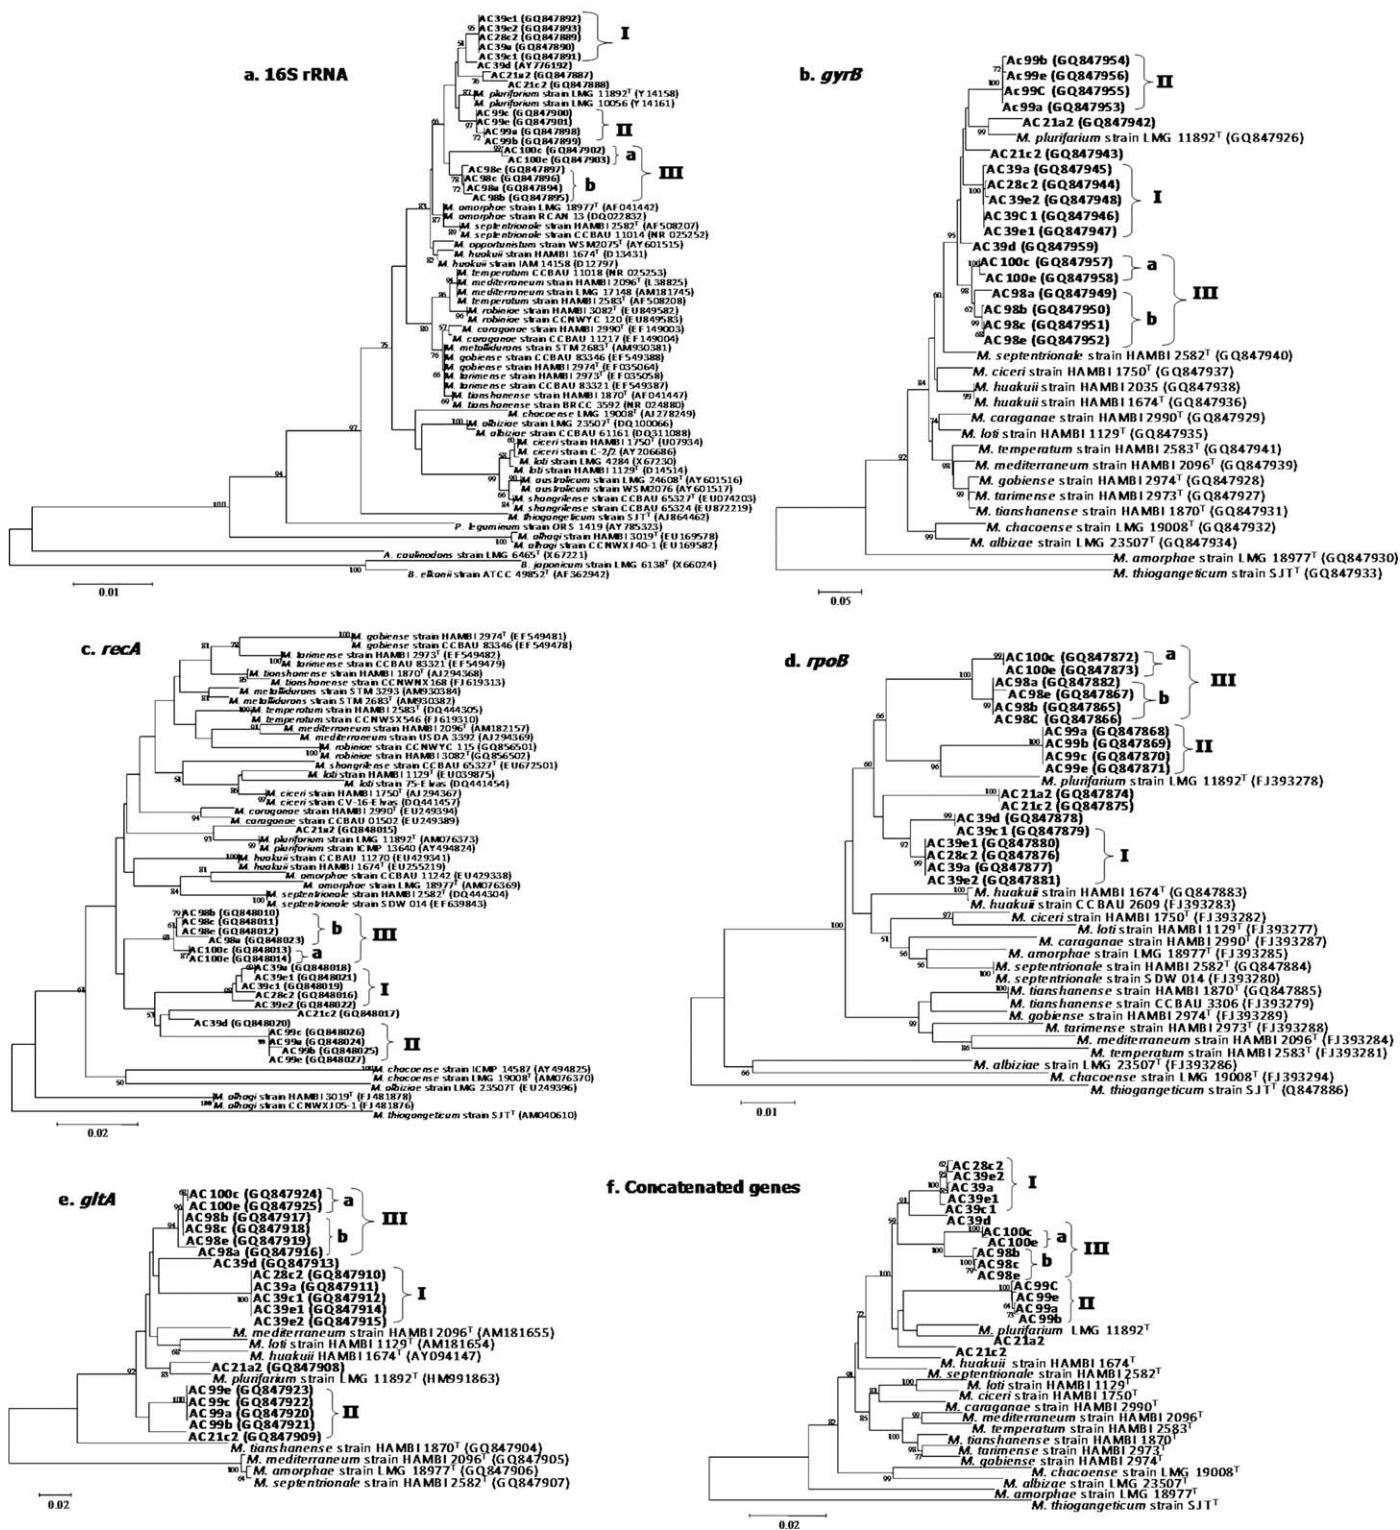 a. 16S rRNA
AC39e1 (GQ847892)
AC39e2 (GQ847893)
AC28c2 (GQ847889)
AC39a (GQ847890)
AC39c1 (GQ847891)
I
AC39d (AY776192)
AC21a2 (GQ847887)
AC21c2 (GQ847888)
M. plurifarium strain LMG 11892T (Y14158)
M. plurifarium strain LMG 10056 (Y14161)
AC99c (GQ847900)
AC99e (GQ847901)
AC99a (GQ847898)
AC99b (GQ847899)
II
AC100c (GQ847902)
AC100e (GQ847903)
a
AC98e (GQ847897)
AC98c (GQ847896)
AC98a (GQ847894)
AC98b (GQ847895)
b
III
M. amorphae strain LMG 18977T (AF041442)
M. amorphae strain RCAN 13 (DQ022832)
M. septentrionale strain HAMBI 2582T (AF508207)
M. septentrionale strain CCBAU 11014 (NR 025252)
M. opportunistum strain WSM2075T (AY601515)
M. huakuii strain HAMBI 1674T (D13431)
M. huakuii strain IAM 14158 (D12797)
M. temperatum strain CCBAU 11018 (NR 025253)
M. mediterraneum strain HAMBI 2096T (L38825)
M. mediterraneum strain LMG 17148 (AM181745)
M. temperatum strain HAMBI 2583T (AF508208)
M. robiniae strain HAMBI 3082T (EU849582)
M. robiniae strain CCNWYC 120 (EU849583)
M. caraganae strain HAMBI 2990T (EF149003)
M. caraganae strain CCBAU 11217 (EF149004)
M. metallidurans strain STM 2683T (AM930381)
M. gobiense strain CCBAU 83346 (EF549388)
M. gobiense strain HAMBI 2974T (EF035064)
M. tarimense strain HAMBI 2973T (EF035058)
M. tarimense strain CCBAU 83321 (EF549387)
M. tianshanense strain HAMBI 1870T (AF041447)
M. tianshanense strain BRCC 3592 (NR 024880)
M. chacoense LMG 19008T (AJ278249)
M. albiziae strain LMG 23507T (DQ100066)
M. albiziae strain CCBAU 61161 (DQ311088)
M. ciceri strain HAMBI 1750T (U07934)
M. ciceri strain C-2/2 (AY206686)
M. loti strain LMG 4284 (X67230)
M. loti strain HAMBI 1129T (D14514)
M. australicum strain LMG 24608T (AY601516)
M. australicum strain WSM2076 (AY601517)
M. shangrilense strain CCBAU 65327T (EU074203)
M. shangrilense strain CCBAU 65324 (EU872219)
M. thiogangeticum strain SJTT (AJ864462)
P. leguminum strain ORS 1419 (AY785323)
M. alhagi strain HAMBI 3019T (EU169578)
M. alhagi strain CCNWXJ40-1 (EU169582)
A. caulinodans strain LMG 6465T (X67221)
B. japonicum strain LMG 6138T (X66024)
B. elkanii strain ATCC 49852T (AF362942)
0.01
b. gyrB
Ac99b (GQ847954)
Ac99e (GQ847956)
Ac99C (GQ847955)
Ac99a (GQ847953)
II
AC21a2 (GQ847942)
M. plurifarium strain LMG 11892T (GQ847926)
AC21c2 (GQ847943)
AC39a (GQ847945)
AC28c2 (GQ847944)
AC39e2 (GQ847948)
AC39C1 (GQ847946)
AC39e1 (GQ847947)
I
AC39d (GQ847959)
AC100c (GQ847957)
AC100e (GQ847958)
a
AC98a (GQ847949)
AC98b (GQ847950)
AC98c (GQ847951)
AC98e (GQ847952)
b
III
M. septentrionale strain HAMBI 2582T (GQ847940)
M. ciceri strain HAMBI 1750T (GQ847937)
M. huakuii strain HAMBI 2035 (GQ847938)
M. huakuii strain HAMBI 1674T (GQ847936)
M. caraganae strain HAMBI 2990T (GQ847929)
M. loti strain HAMBI 1129T (GQ847935)
M. temperatum strain HAMBI 2583T (GQ847941)
M. mediterraneum strain HAMBI 2096T (GQ847939)
M. gobiense strain HAMBI 2974T (GQ847928)
M. tarimense strain HAMBI 2973T (GQ847927)
M. tianshanense strain HAMBI 1870T (GQ847931)
M. chacoense strain LMG 19008T (GQ847932)
M. albizae strain LMG 23507T (GQ847934)
M. amorphae strain LMG 18977T (GQ847930)
M. thiogangeticum strain SJTT (GQ847933)
0.05
c. recA
M. gobiense strain HAMBI 2974T (EF549481)
M. gobiense strain CCBAU 83346 (EF549478)
M. tarimense strain HAMBI 2973T (EF549482)
M. tarimense CCBAU 83321 (EF549479)
M. tianshanense strain HAMBI 1870T (AJ294368)
M. tianshanense strain CCNWNX168 (FJ619313)
M. metallidurans strain STM 3293 (AM930384)
M. metallidurans strain STM 2683T (AM930382)
M. temperatum strain HAMBI 2583T (DQ444305)
M. temperatum strain CCNWSX546 (FJ619310)
M. mediterraneum strain HAMBI 2096T (AM182157)
M. mediterraneum strain USDA 3392 (AJ294369)
M. robiniae strain CCNWYC 115 (GQ856501)
M. robiniae strain HAMBI 3082T (GQ856502)
M. shangrilense strain CCBAU 65327T (EU672501)
M. loti strain HAMBI 1129T (EU039875)
M. loti strain 75-Elvas (DQ441454)
M. ciceri strain HAMBI 1750T (AJ294367)
M. ciceri strain CV-16-Elvas (DQ441457)
M. caraganae strain HAMBI 2990T (EU249394)
M. caraganae strain CCBAU 01502 (EU249389)
AC21a2 (GQ848015)
M. plurifarium strain LMG 11892T (AM076373)
M. plurifarium strain ICMP 13640 (AY494824)
M. huakuii strain CCBAU 11270 (EU429341)
M. huakuii strain HAMBI 1674T (EU255219)
M. amorphae strain CCBAU 11242 (EU429338)
M. amorphae strain LMG 18977T (AM076369)
M. septentrionale strain HAMBI 2582T (DQ444304)
M. septentrionale strain SDW 014 (EF639843)
AC98b (GQ848010)
AC98c (GQ848011)
AC98e (GQ848012)
AC98a (GQ848023)
b
AC100c (GQ848013)
AC100e (GQ848014)
a
III
AC39a (GQ848018)
AC39e1 (GQ848021)
AC39c1 (GQ848019)
AC28c2 (GQ848016)
AC39e2 (GQ848022)
I
AC21c2 (GQ848017)
AC39d (GQ848020)
AC99c (GQ848026)
AC99a (GQ848024)
AC99b (GQ848025)
AC99e (GQ848027)
II
M. chacoense strain ICMP 14587 (AY494825)
M. chacoense strain LMG 19008T (AM076370)
M. albiziae strain LMG 23507T (EU249396)
M. alhagi strain HAMBI 3019T (FJ481878)
M. alhagi strain CCNWXJ05-1 (FJ481876)
M. thiogangeticum strain SJTT (AM040610)
0.02
d. rpoB
AC100c (GQ847872)
AC100e (GQ847873)
a
AC98a (GQ847882)
AC98e (GQ847867)
AC98b (GQ847865)
AC98C (GQ847866)
b
III
AC99a (GQ847868)
AC99b (GQ847869)
AC99c (GQ847870)
AC99e (GQ847871)
II
M. plurifarium strain LMG 11892T (FJ393278)
AC21a2 (GQ847874)
AC21c2 (GQ847875)
AC39d (GQ847878)
AC39c1 (GQ847879)
AC39e1 (GQ847880)
AC28c2 (GQ847876)
AC39a (GQ847877)
AC39e2 (GQ847881)
I
M. huakuii strain HAMBI 1674T (GQ847883)
M. huakuii strain CCBAU 2609 (FJ393283)
M. ciceri strain HAMBI 1750T (FJ393282)
M. loti strain HAMBI 1129T (FJ393277)
M. caraganae strain HAMBI 2990T (FJ393287)
M. amorphae strain LMG 18977T (FJ393285)
M. septentrionale strain HAMBI 2582T (GQ847884)
M. septentrionale strain SDW 014 (FJ393280)
M. tianshanense strain HAMBI 1870T (GQ847885)
M. tianshanense strain CCBAU 3306 (FJ393279)
M. gobiense strain HAMBI 2974T (FJ393289)
M. tarimense strain HAMBI 2973T (FJ393288)
M. mediterraneum strain HAMBI 2096T (FJ393284)
M. temperatum strain HAMBI 2583T (FJ393281)
M. albiziae strain LMG 23507T (FJ393286)
M. chacoense strain LMG 19008T (FJ393294)
M. thiogangeticum strain SJTT (Q847886)
0.01
e. gltA
AC100c (GQ847924)
AC100e (GQ847925)
a
AC98b (GQ847917)
AC98c (GQ847918)
AC98e (GQ847919)
AC98a (GQ847916)
b
III
AC39d (GQ847913)
AC28c2 (GQ847910)
AC39a (GQ847911)
AC39c1 (GQ847912)
AC39e1 (GQ847914)
AC39e2 (GQ847915)
I
M. mediterraneum strain HAMBI 2096T (AM181655)
M. loti strain HAMBI 1129T (AM181654)
M. huakuii HAMBI 1674T (AY094147)
AC21a2 (GQ847908)
M. plurifarium strain LMG 11892T (HM991863)
AC99e (GQ847923)
AC99c (GQ847922)
AC99a (GQ847920)
AC99b (GQ847921)
AC21c2 (GQ847909)
II
M. tianshanense strain HAMBI 1870T (GQ847904)
M. mediterraneum strain HAMBI 2096T (GQ847905)
M. amorphae strain LMG 18977T (GQ847906)
M. septentrionale strain HAMBI 2582T (GQ847907)
0.02
f. Concatenated genes
AC28c2
AC39e2
AC39a
AC39e1
AC39c1
I
AC39d
AC100c
AC100e
a
AC98b
AC98c
AC98e
b
III
AC99C
AC99e
AC99a
AC99b
II
M. plurifarium LMG 11892T
AC21a2
AC21c2
M. huakuii strain HAMBI 1674T
M. septentrionale strain HAMBI 2582T
M. loti strain HAMBI 1129T
M. ciceri strain HAMBI 1750T
M. caraganae strain HAMBI 2990T
M. mediterraneum strain HAMBI 2096T
M. temperatum strain HAMBI 2583T
M. tianshanense strain HAMBI 1870T
M. tarimense strain HAMBI 2973T
M. gobiense strain HAMBI 2974T
M. chacoense strain LMG 19008T
M. albizae strain LMG 23507T
M. amorphae strain LMG 18977T
M. thiogangeticum strain SJTT
0.02